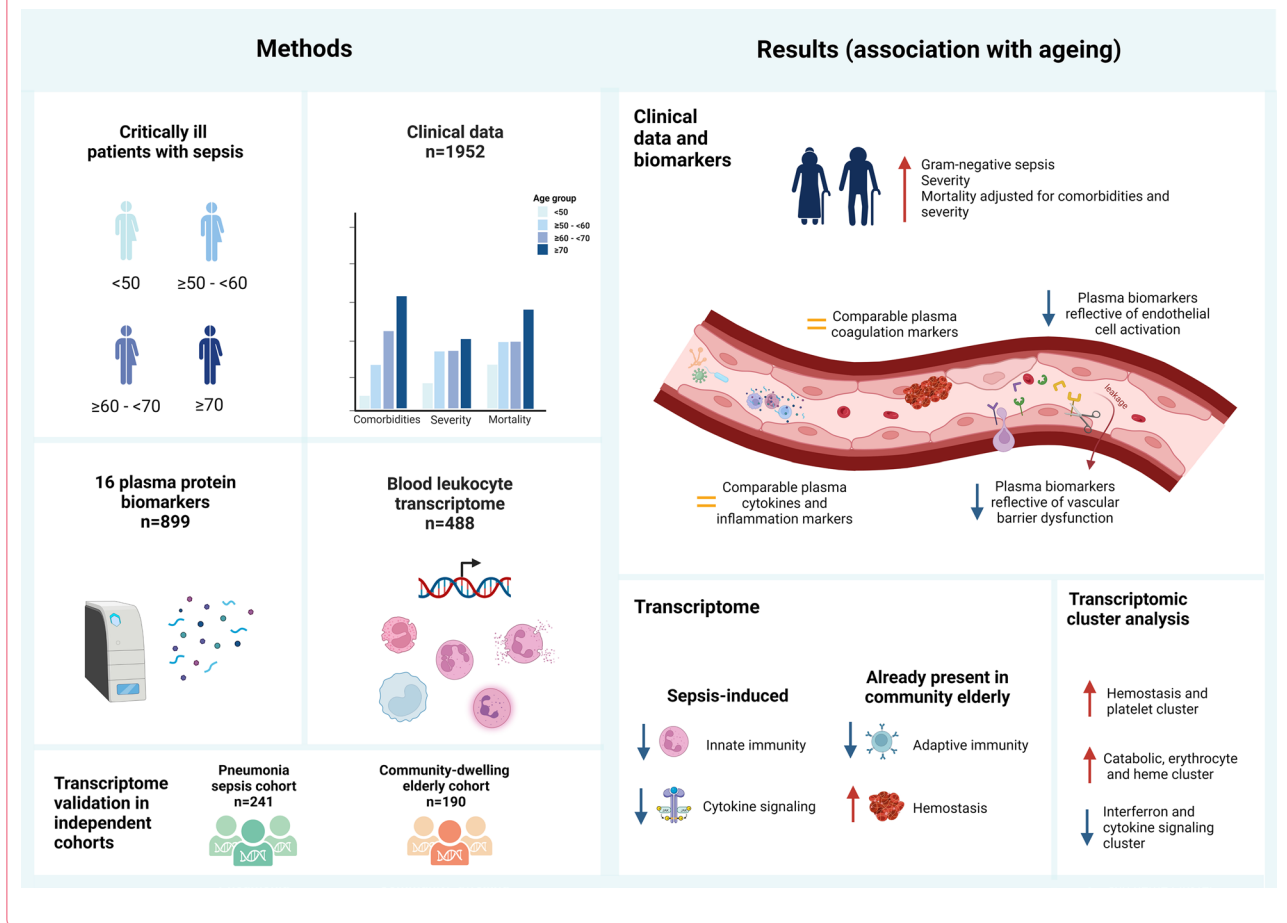 Methods
Results (association with ageing)
Critically ill
patients with sepsis
<50
≥50 - <60
≥60 - <70
≥70
Clinical data
n=1952
Age group
<50
≥50 - <60
≥60 - <70
≥70
Comorbidities
Severity
Mortality
16 plasma protein
biomarkers
n=899
Blood leukocyte
transcriptome
n=488
Transcriptome
validation in
independent
cohorts
Pneumonia
sepsis cohort
n=241
Community-dwelling
elderly cohort
n=190
Clinical
data and
biomarkers
Gram-negative sepsis
Severity
Mortality adjusted for comorbidities and
severity
Comparable plasma
coagulation markers
Plasma biomarkers
reflective of endothelial
cell activation
leakage
Comparable plasma
cytokines and
inflammation markers
Plasma biomarkers
reflective of vascular
barrier dysfunction
Transcriptome
Sepsis-induced
Innate immunity
Cytokine signaling
Already present in
community elderly
Adaptive immunity
Hemostasis
Transcriptomic
cluster analysis
Hemostasis and
platelet cluster
Catabolic, erythrocyte
and heme cluster
Interferron and
cytokine signaling
cluster